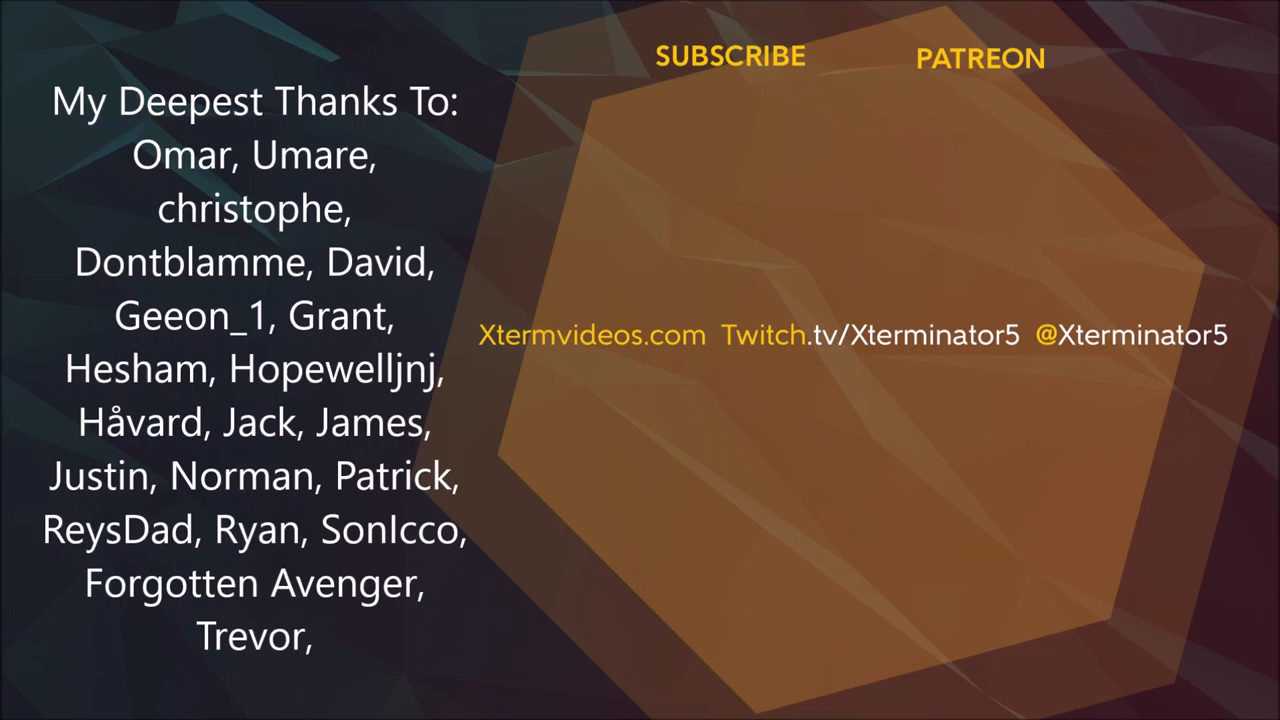 SUBSCRIBE PATREON
My Deepest Thanks To:
Omar, Umare,
christophe,
Dontblamme, David,
Geeon_1, Grant,
Hesham, Hopewelljnj,
Håvard, Jack, James,
Justin, Norman, Patrick,
ReysDad, Ryan, SonIcco,
Forgotten Avenger,
Trevor,
Xtermvideos.com Twitch.tv/Xterminator5 @Xterminator5